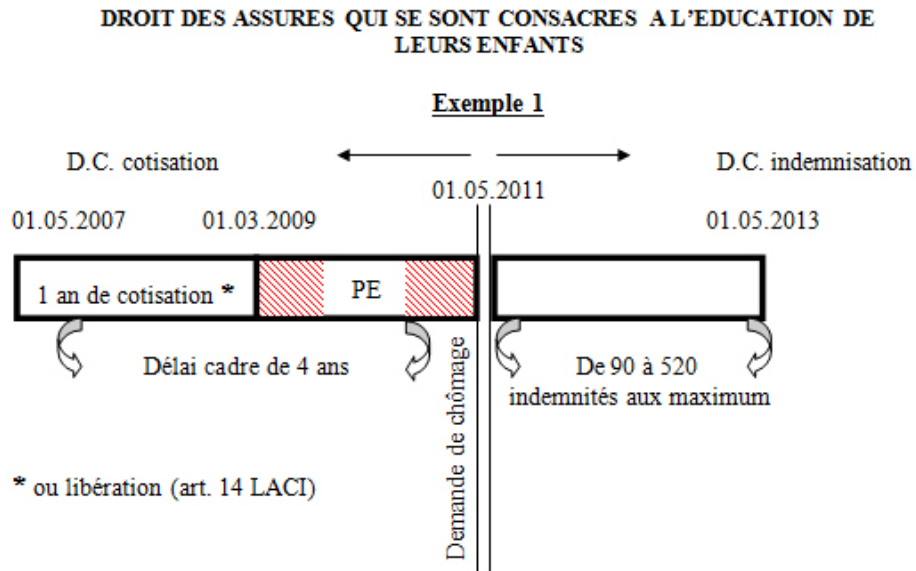 DROIT DES ASSURES QUI SE SONT CONSACRES A L'EDUCATION DE
LEURS ENFANTS
Exemple 1
D.C. cotisation
D.C. indemnisation
01.05.2011
01.05.2007
01.03.2009
01.05.2013
1 an de cotisation *
PE
Délai cadre de 4 ans
De 90 à 520
indemnités aux maximum
Demande de chômage
* ou libération (art. 14 LACI)